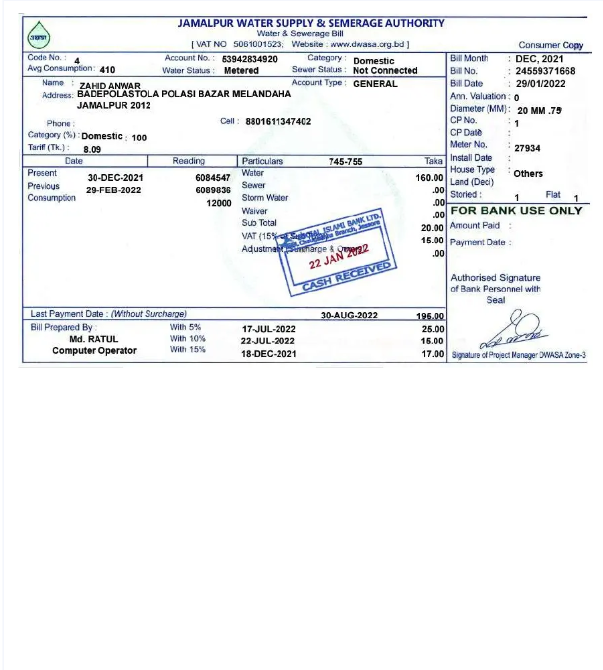 JAMALPUR WATER SUPPLY & SEMERAGE AUTHORITY
Water & Sewerage Bill
[ VAT NO 5061001523; Website : www.dwasa.org.bd ]
Consumer Copy
Code No. : 4
Account No. : 53942834920
Category : Domestic
Avg Consumption : 410
Water Status : Metered
Sewer Status : Not Connected
Name : ZAHID ANWAR
Account Type : GENERAL
Address: BADEPOLASTOLA POLASI BAZAR MELANDAHA
JAMALPUR 2012
Phone :
Cell : 8801611347402
Category (%) : Domestic : 100
Tariff (Tk.) : 8.09
Bill Month : DEC, 2021
Bill No. : 24559371668
Bill Date : 29/01/2022
Ann. Valuation : 0
Diameter (MM) : 20 MM .75
CP No. : 1
CP Date :
Meter No. : 27934
Install Date :
House Type : Others
Land (Deci)
Storied : 1 Flat 1
Date Reading Particulars 745-755 Taka
Present 30-DEC-2021 6084547 Water 160.00
Previous 29-FEB-2022 6089836 Sewer .00
Consumption 12000 Storm Water .00
Waiver .00
Sub Total 20.00
VAT (15% 15.00
Adjustment .00
ISLAMI BANK LTD.
22 JAN 2022
CASH RECEIVED
FOR BANK USE ONLY
Amount Paid :
Payment Date :
Authorised Signature
of Bank Personnel with
Seal
Last Payment Date : (Without Surcharge) 30-AUG-2022 195.00
Bill Prepared By : With 5% 17-JUL-2022 25.00
Md. RATUL With 10% 22-JUL-2022 15.00
Computer Operator With 15% 18-DEC-2021 17.00
Signature of Project Manager DWASA Zone-3